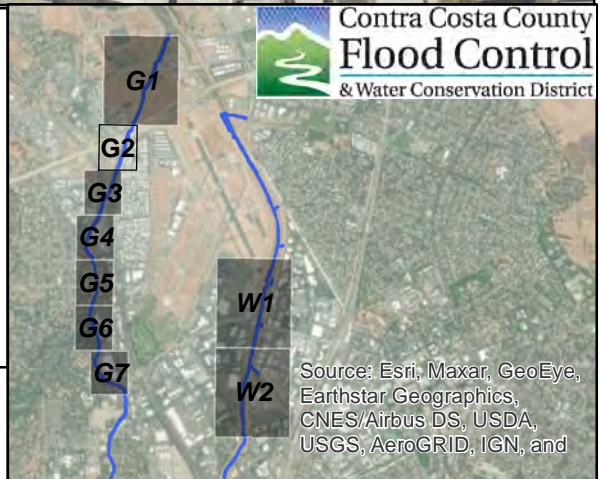 Contra Costa County
Flood Control
& Water Conservation District
G1
G2
G3
G4
G5
G6
G7
W1
W2
Source: Esri, Maxar, GeoEye,
Earthstar Geographics,
CNES/Airbus DS, USDA,
USGS, AeroGRID, IGN, and